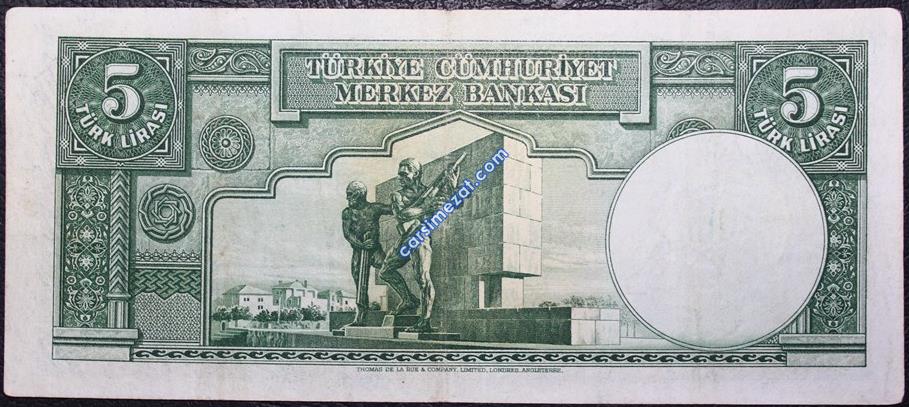 5
TÜRK LİRASI
TÜRKİYE CÜMHURİYET
MERKEZ BANKASI
5
TÜRK LİRASI
carsimezat.com
THOMAS DE LA RUE & COMPANY, LIMITED, LONDRES, ANGLETERRE.